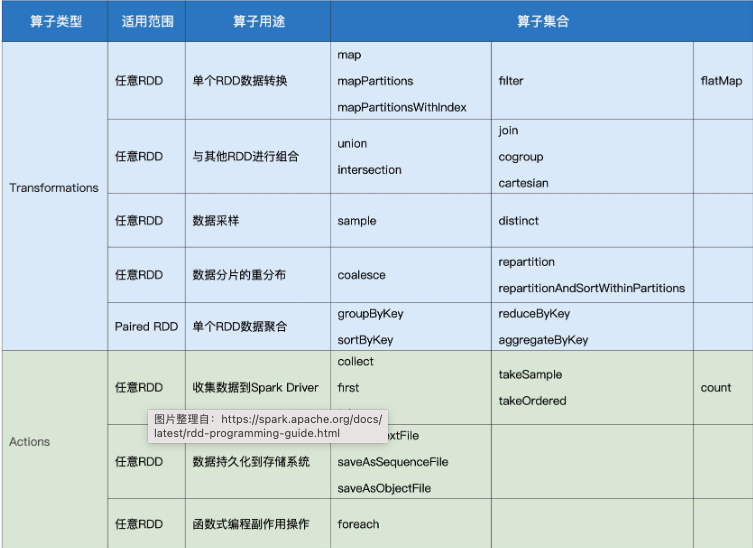 算子类型 适用范围 算子用途 算子集合
Transformations
任意RDD 单个RDD数据转换
map
mapPartitions
mapPartitionsWithIndex
filter
flatMap
任意RDD 与其他RDD进行组合
union
intersection
join
cogroup
cartesian
任意RDD 数据采样 sample distinct
任意RDD 数据分片的重分布 coalesce
repartition
repartitionAndSortWithinPartitions
Paired RDD 单个RDD数据聚合
groupByKey
sortByKey
reduceByKey
aggregateByKey
Actions
任意RDD 收集数据到Spark Driver
collect
first
takeSample
takeOrdered
count
图片整理自：https://spark.apache.org/docs/
latest/rdd-programming-guide.html
任意RDD 数据持久化到存储系统
extFile
saveAsSequenceFile
saveAsObjectFile
任意RDD 函数式编程副作用操作 foreach